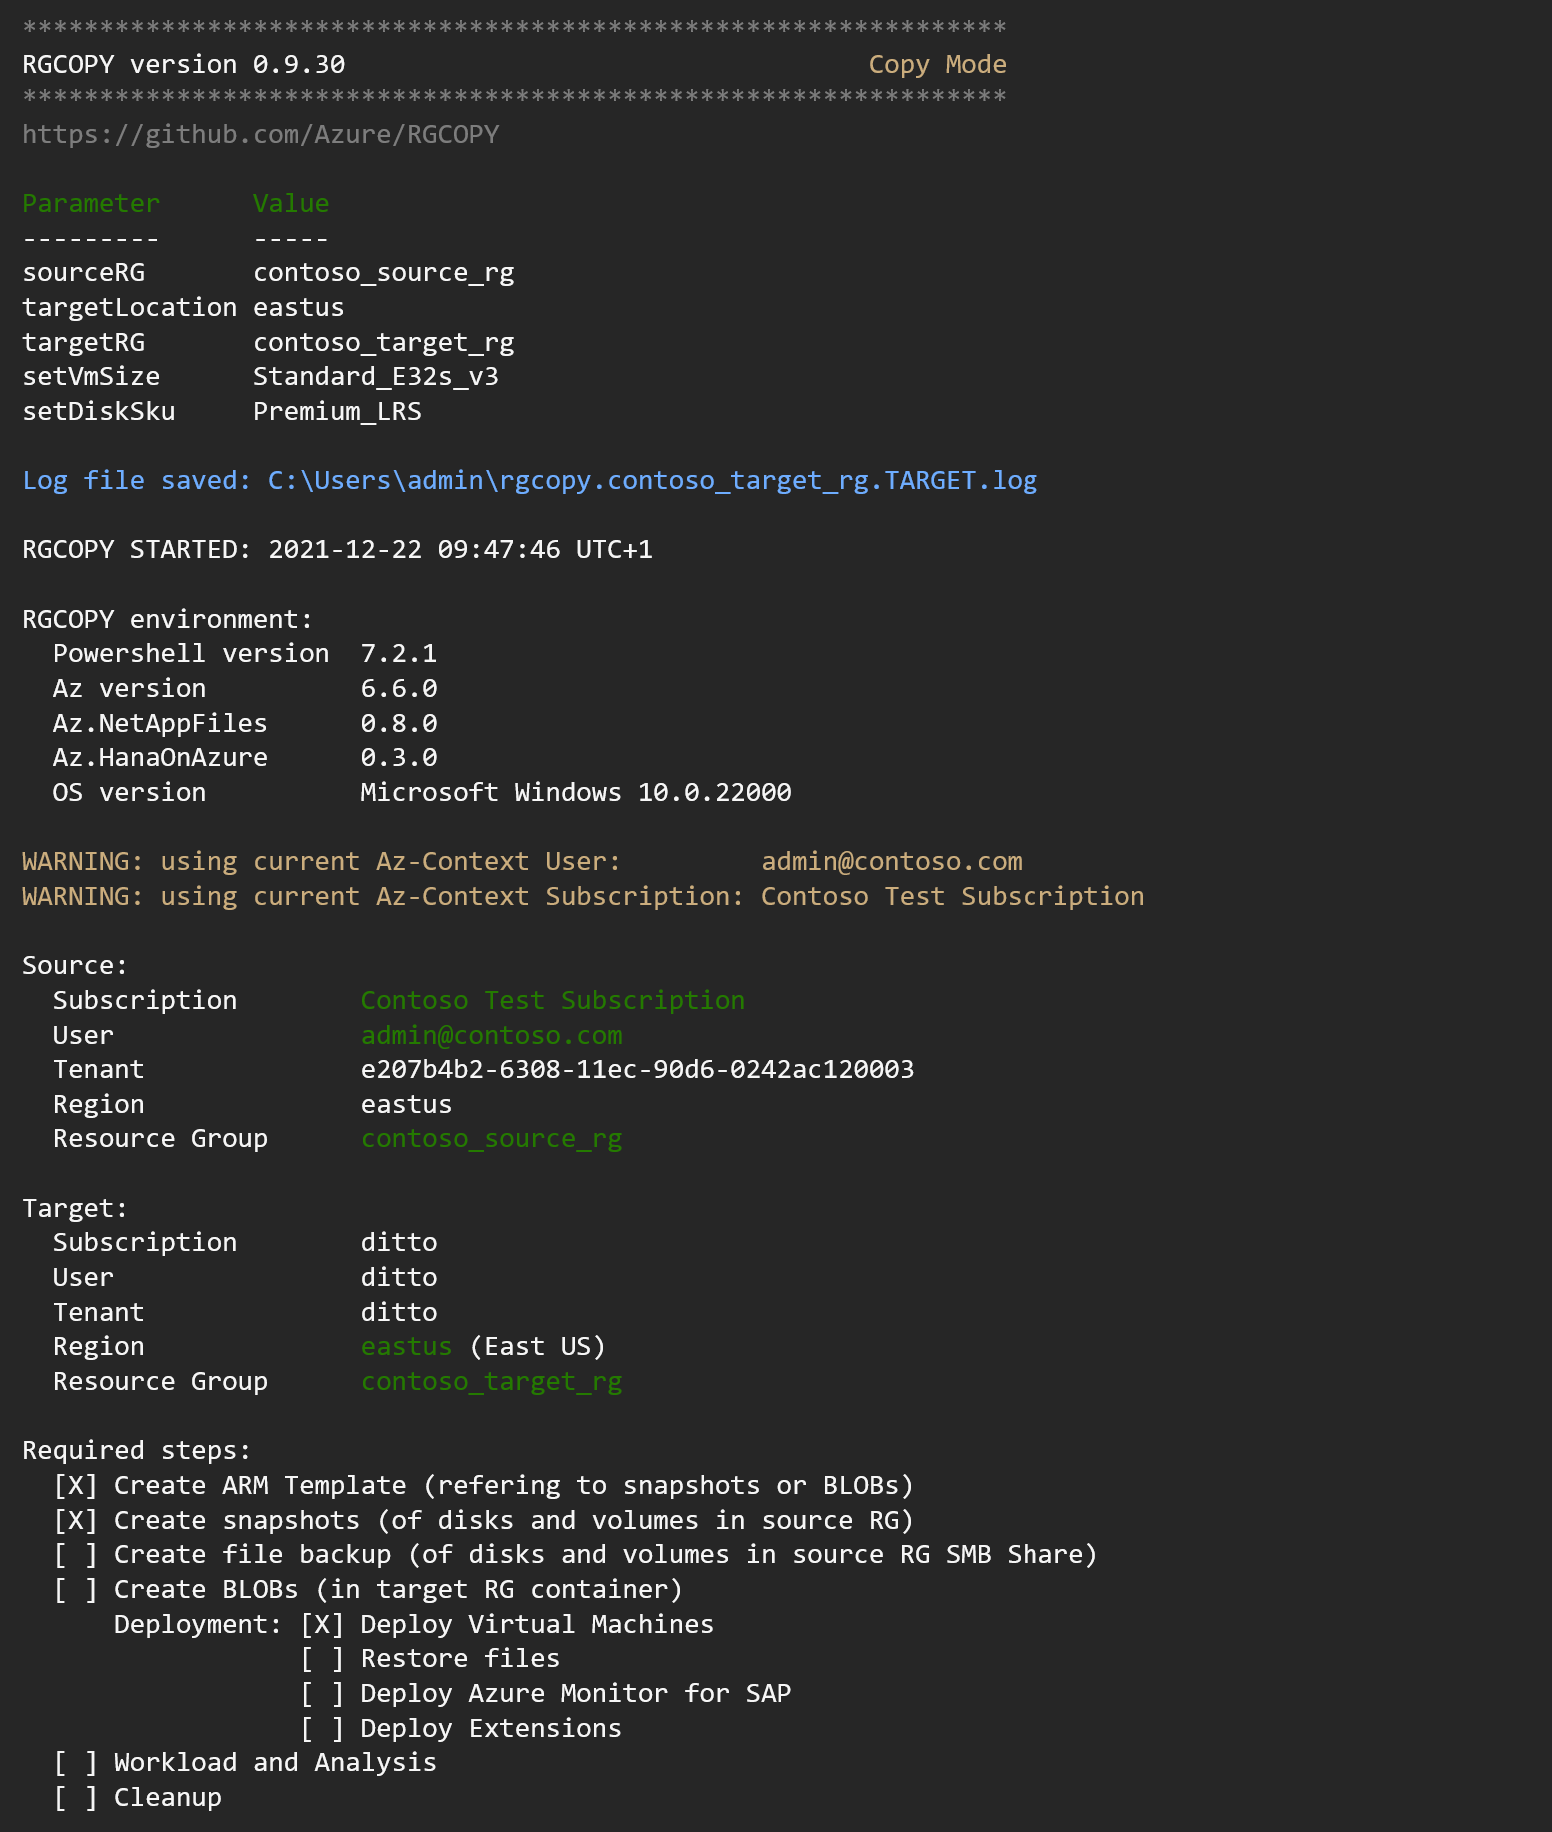 ****************************************************************
RGCOPY version 0.9.30                                  Copy Mode
****************************************************************
https://github.com/Azure/RGCOPY

Parameter      Value
---------      -----
sourceRG       contoso_source_rg
targetLocation eastus
targetRG       contoso_target_rg
setVmSize      Standard_E32s_v3
setDiskSku     Premium_LRS

Log file saved: C:\Users\admin\rgcopy.contoso_target_rg.TARGET.log

RGCOPY STARTED: 2021-12-22 09:47:46 UTC+1

RGCOPY environment:
  Powershell version  7.2.1
  Az version          6.6.0
  Az.NetAppFiles      0.8.0
  Az.HanaOnAzure      0.3.0
  OS version          Microsoft Windows 10.0.22000

WARNING: using current Az-Context User:         admin@contoso.com
WARNING: using current Az-Context Subscription: Contoso Test Subscription

Source:
  Subscription        Contoso Test Subscription
  User                admin@contoso.com
  Tenant              e207b4b2-6308-11ec-90d6-0242ac120003
  Region              eastus
  Resource Group      contoso_source_rg

Target:
  Subscription        ditto
  User                ditto
  Tenant              ditto
  Region              eastus (East US)
  Resource Group      contoso_target_rg

Required steps:
  [X] Create ARM Template (refering to snapshots or BLOBs)
  [X] Create snapshots (of disks and volumes in source RG)
  [ ] Create file backup (of disks and volumes in source RG SMB Share)
  [ ] Create BLOBs (in target RG container)
      Deployment: [X] Deploy Virtual Machines
                  [ ] Restore files
                  [ ] Deploy Azure Monitor for SAP
                  [ ] Deploy Extensions
  [ ] Workload and Analysis
  [ ] Cleanup